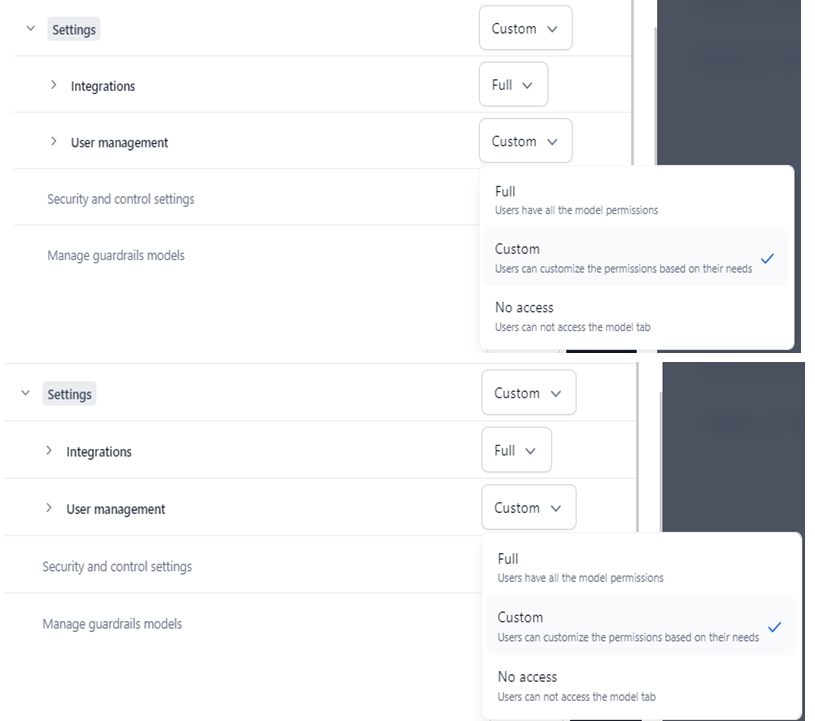 Settings Custom
Integrations Full
User management Custom
Full
Security and control settings
Users have all the model permissions
Custom
Manage guardrails models
Users can customize the permissions based on their needs
No access
Users can not access the model tab
Settings Custom
Integrations Full
User management Custom
Full
Security and control settings
Users have all the model permissions
Custom
Manage guardrails models
Users can customize the permissions based on their needs
No access
Users can not access the model tab